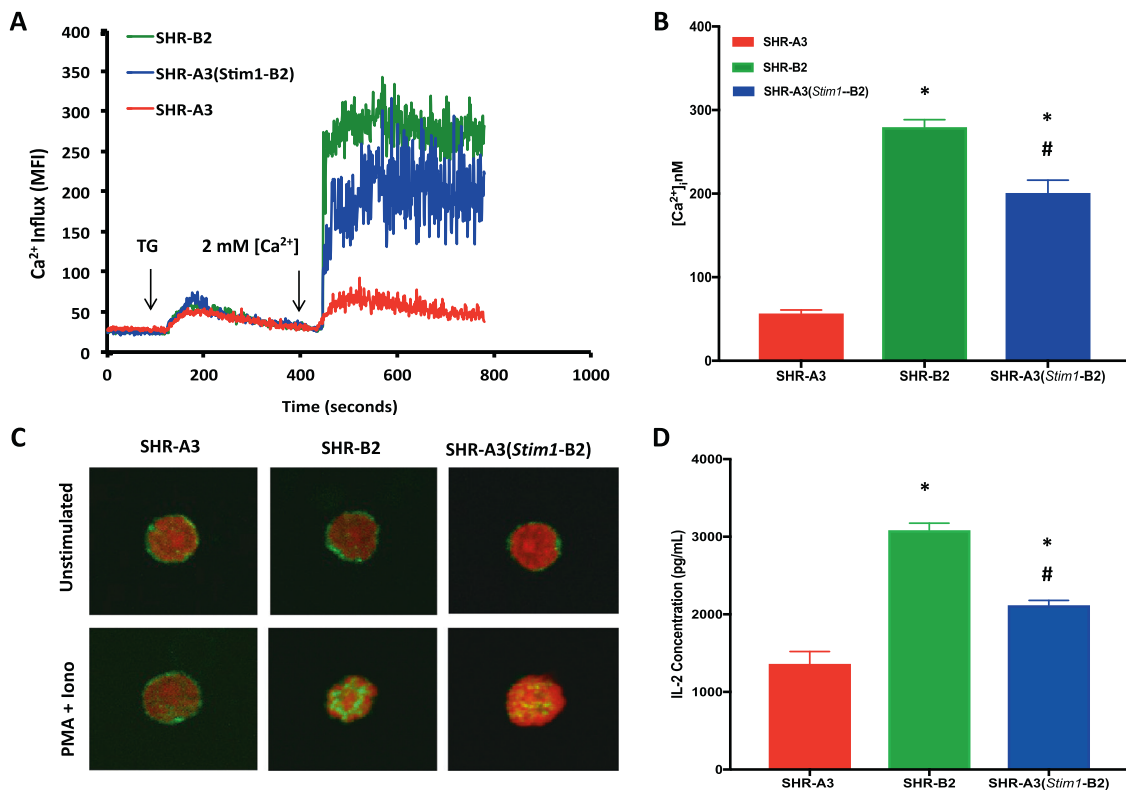 A
400
350
300
250
200
150
100
50
0
Ca²⁺ Influx (MFI)
SHR-B2
SHR-A3(Stim1-B2)
SHR-A3
TG
2 mM [Ca²⁺]
0
200
400
600
800
1000
Time (seconds)
B
400
300
200
100
0
[Ca²⁺]ᵢnM
SHR-A3
SHR-B2
SHR-A3(Stim1--B2)
*
*
#
SHR-A3
SHR-B2
SHR-A3(Stim1-B2)
C
SHR-A3
SHR-B2
SHR-A3(Stim1-B2)
Unstimulated
PMA + Iono
D
4000
3000
2000
1000
0
IL-2 Concentration (pg/mL)
*
*
#
SHR-A3
SHR-B2
SHR-A3(Stim1-B2)